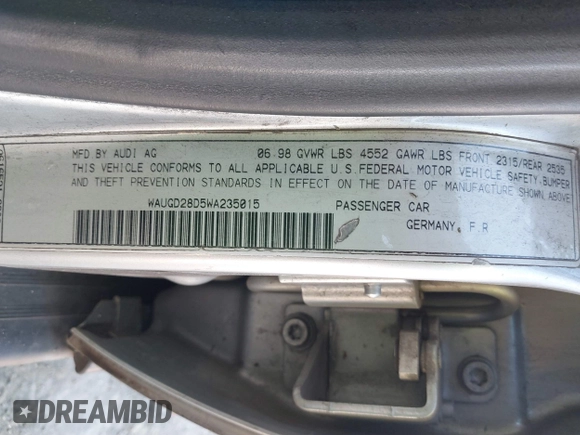 MFD BY AUDI AG 06 98 GVWR LBS 4552 GAWR LBS FRONT 2315/REAR 2535
THIS VEHICLE CONFORMS TO ALL APPLICABLE U.S.FEDERAL MOTOR VEHICLE SAFETY,BUMPER
AND THEFT PREVENTION STANDARDS IN EFFECT ON THE DATE OF MANUFACTURE SHOWN ABOVE
WAUGD28D5WA235015 PASSENGER CAR
GERMANY. F.R
DREAMBID